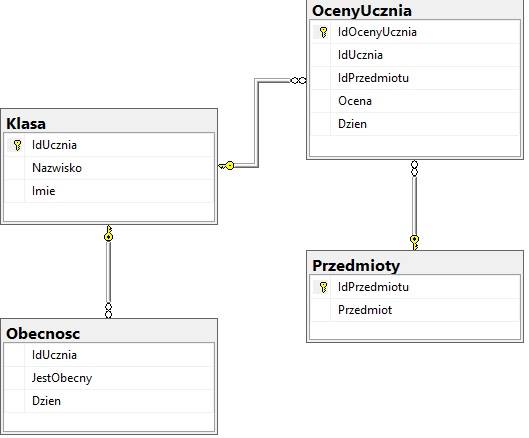 OcenyUcznia
IdOcenyUcznia
IdUcznia
IdPrzedmiotu
Ocena
Dzien
Klasa
IdUcznia
Nazwisko
Imie
Przedmioty
IdPrzedmiotu
Przedmiot
Obecnosc
IdUcznia
JestObecny
Dzien